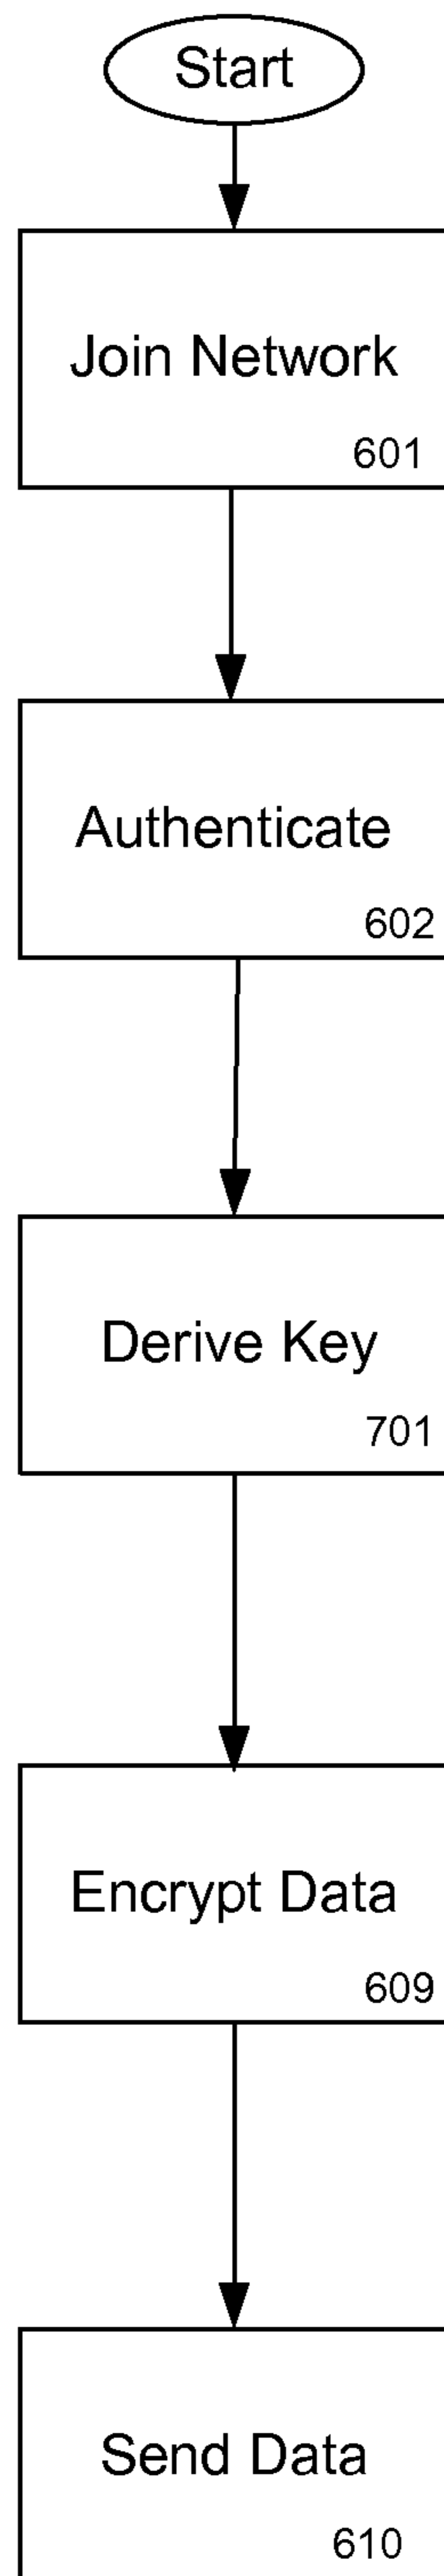 Start
Join Network
601
Authenticate
602
Derive Key
701
Encrypt Data
609
Send Data
610